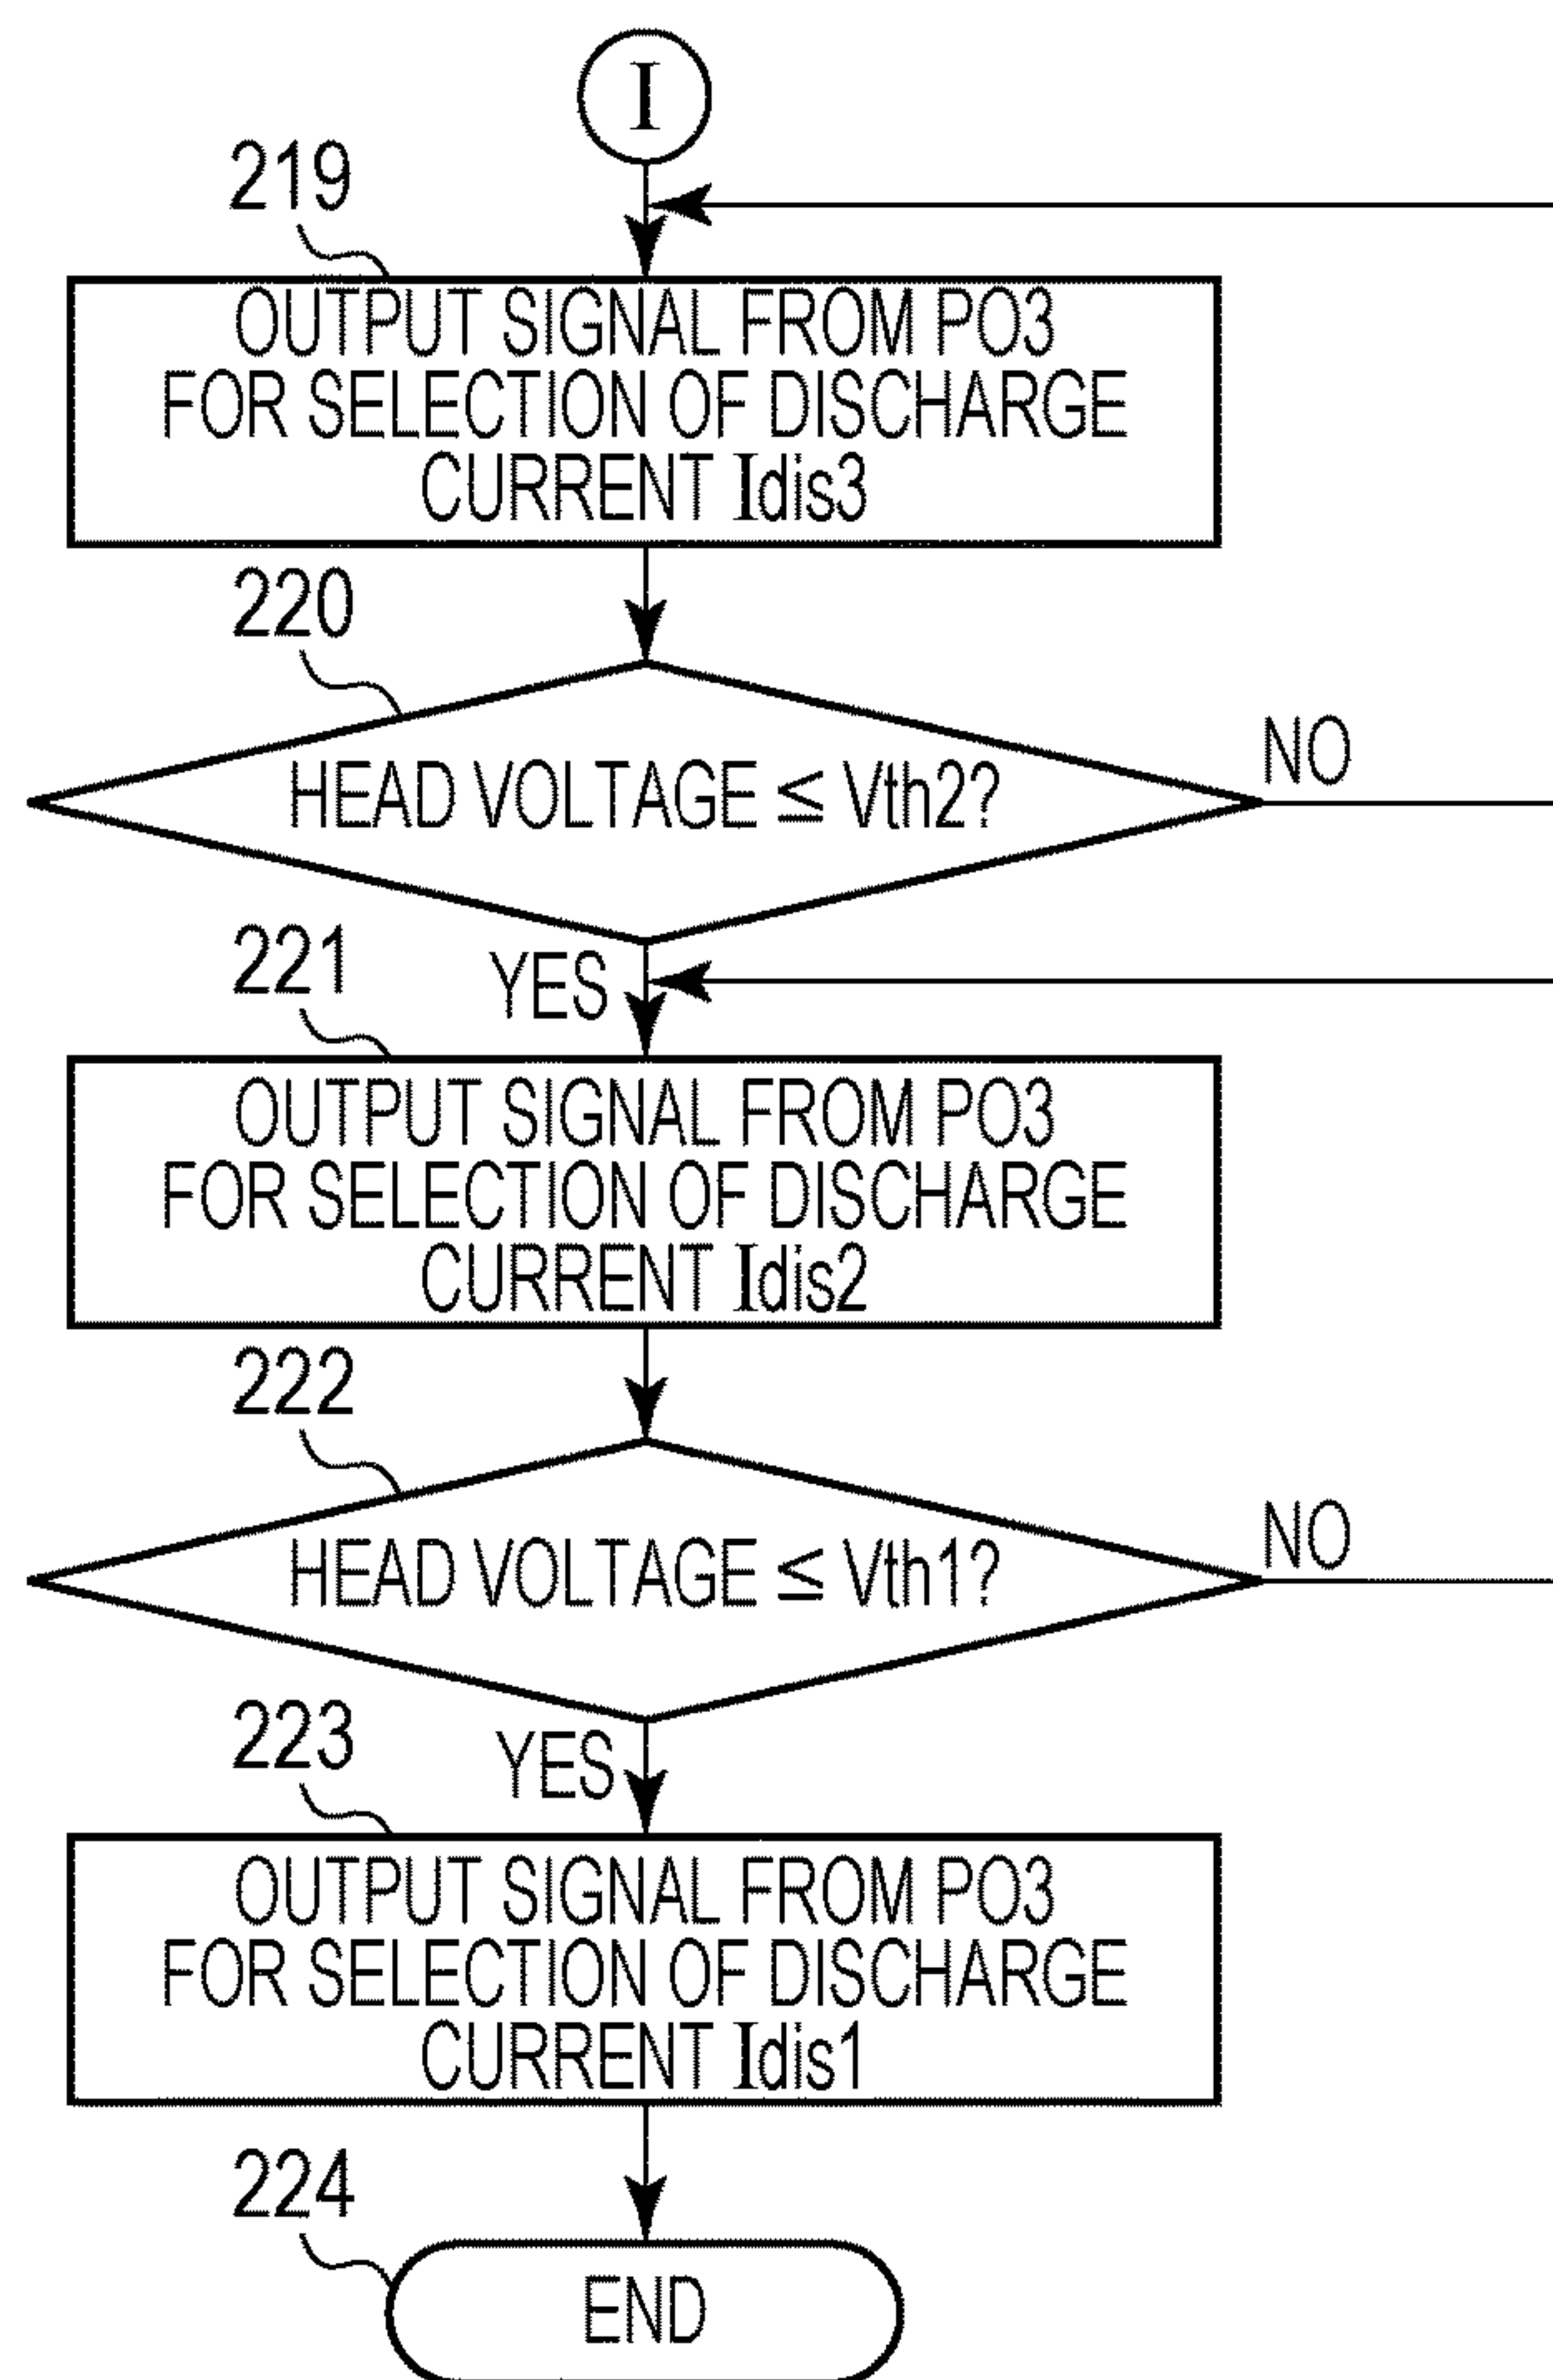 I
219
OUTPUT SIGNAL FROM PO3
FOR SELECTION OF DISCHARGE
CURRENT Idis3
220
HEAD VOLTAGE ≤ Vth2?
NO
YES
221
OUTPUT SIGNAL FROM PO3
FOR SELECTION OF DISCHARGE
CURRENT Idis2
222
HEAD VOLTAGE ≤ Vth1?
NO
YES
223
OUTPUT SIGNAL FROM PO3
FOR SELECTION OF DISCHARGE
CURRENT Idis1
224
END